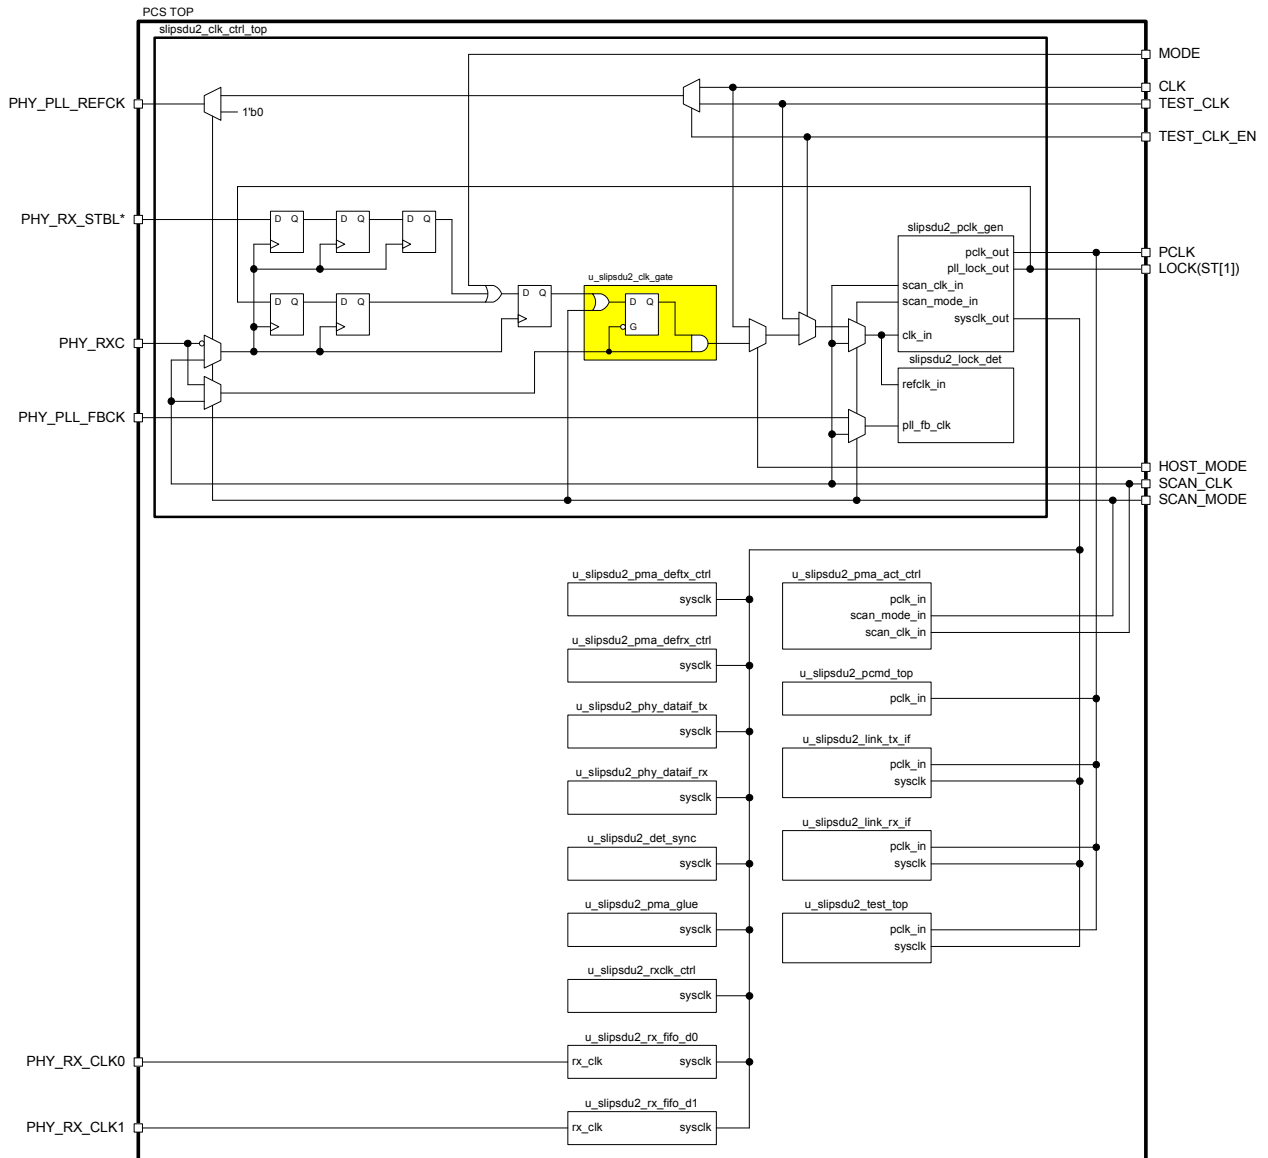 PCS TOP
slipsdu2_clk_ctrl_top
MODE
CLK
PHY_PLL_REFCK
1'b0
TEST_CLK
TEST_CLK_EN
PHY_RX_STBL*
D Q
D Q
D Q
slipsdu2_pclk_gen
pclk_out
PCLK
pll_lock_out
LOCK(ST[1])
u_slipsdu2_clk_gate
scan_clk_in
scan_mode_in
sysclk_out
clk_in
D Q
D Q
D Q
D Q
G
PHY_RXC
slipsdu2_lock_det
refclk_in
PHY_PLL_FBCK
pll_fb_clk
HOST_MODE
SCAN_CLK
SCAN_MODE
u_slipsdu2_pma_deftx_ctrl
sysclk
u_slipsdu2_pma_defrx_ctrl
sysclk
u_slipsdu2_phy_dataif_tx
sysclk
u_slipsdu2_phy_dataif_rx
sysclk
u_slipsdu2_det_sync
sysclk
u_slipsdu2_pma_glue
sysclk
u_slipsdu2_rxclk_ctrl
sysclk
u_slipsdu2_rx_fifo_d0
PHY_RX_CLK0
rx_clk sysclk
u_slipsdu2_rx_fifo_d1
PHY_RX_CLK1
rx_clk sysclk
u_slipsdu2_pma_act_ctrl
pclk_in
scan_mode_in
scan_clk_in
u_slipsdu2_pcmd_top
pclk_in
u_slipsdu2_link_tx_if
pclk_in
sysclk
u_slipsdu2_link_rx_if
pclk_in
sysclk
u_slipsdu2_test_top
pclk_in
sysclk